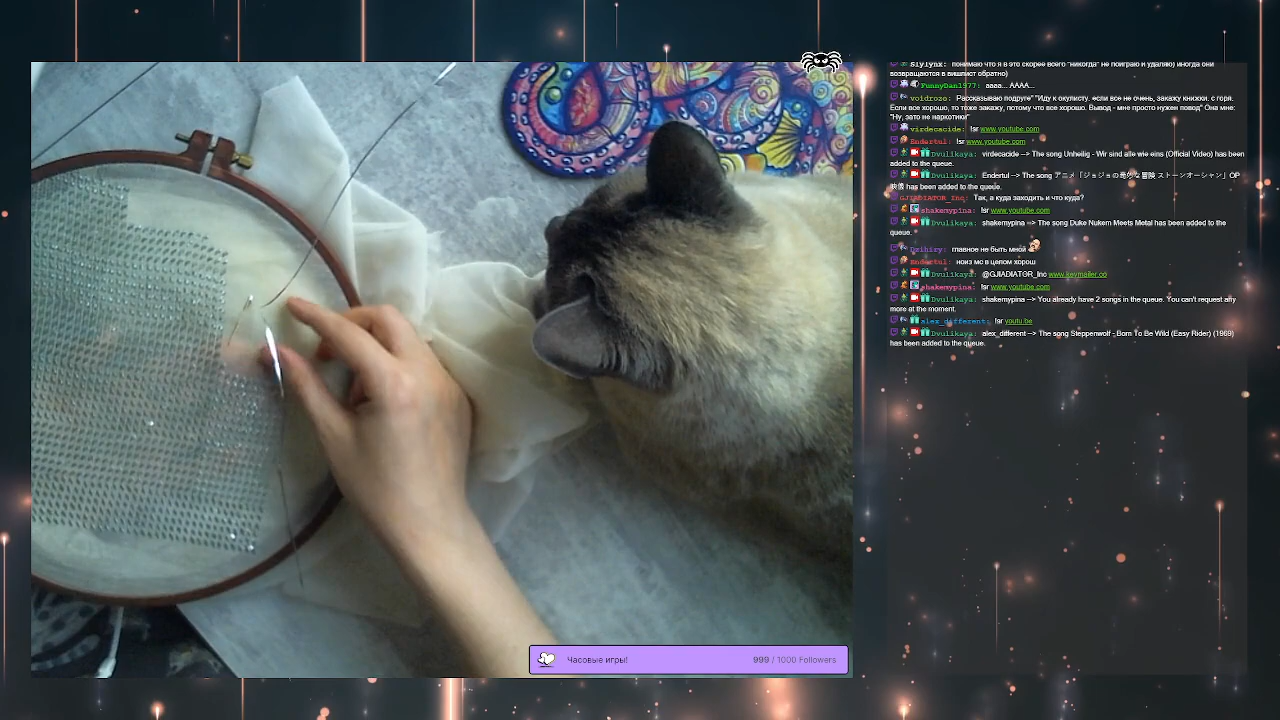 Slylynx: понимаю что я в это скорее всего "никогда" не поиграю и удаляю) иногда они
возвращаются в вишлист обратно)
FunnyDan1977: aaaa... AAAA...
voidrozo: Рассказываю подруге" "Иду к окулисту. если все не очень, закажу книжки. с горя.
Если все хорошо, то тоже закажу, потому что все хорошо. Вывод - мне просто нужен повод" Она мне:
"Ну, эато не наркотики"
virdecacide: !sr www.youtube.com
Endertul: !sr www.youtube.com
Dvulikaya: virdecacide --> The song Unheilig - Wir sind alle wie eins (Official Video) has been
added to the queue.
Dvulikaya: Endertul --> The song アニメ「ジョジョの奇妙な冒険 ストーンオーシャン」OP
映像 has been added to the queue.
GJIADIATOR_Inc: Так, а куда заходить и что куда?
shakemypina: !sr www.youtube.com
Dvulikaya: shakemypina --> The song Duke Nukem Meets Metal has been added to the
queue.
Dzihiry: главное не быть мной
Endertul: ноиз мс в целом хорош
Dvulikaya: @GJIADIATOR_Inc www.keymailer.co
shakemypina: !sr www.youtube.com
Dvulikaya: shakemypina --> You already have 2 songs in the queue. You can't request any
more at the moment.
alex_different: !sr youtu.be
Dvulikaya: alex_different --> The song Steppenwolf - Born To Be Wild (Easy Rider) (1969)
has been added to the queue.
Часовые игры!
999 / 1000 Followers